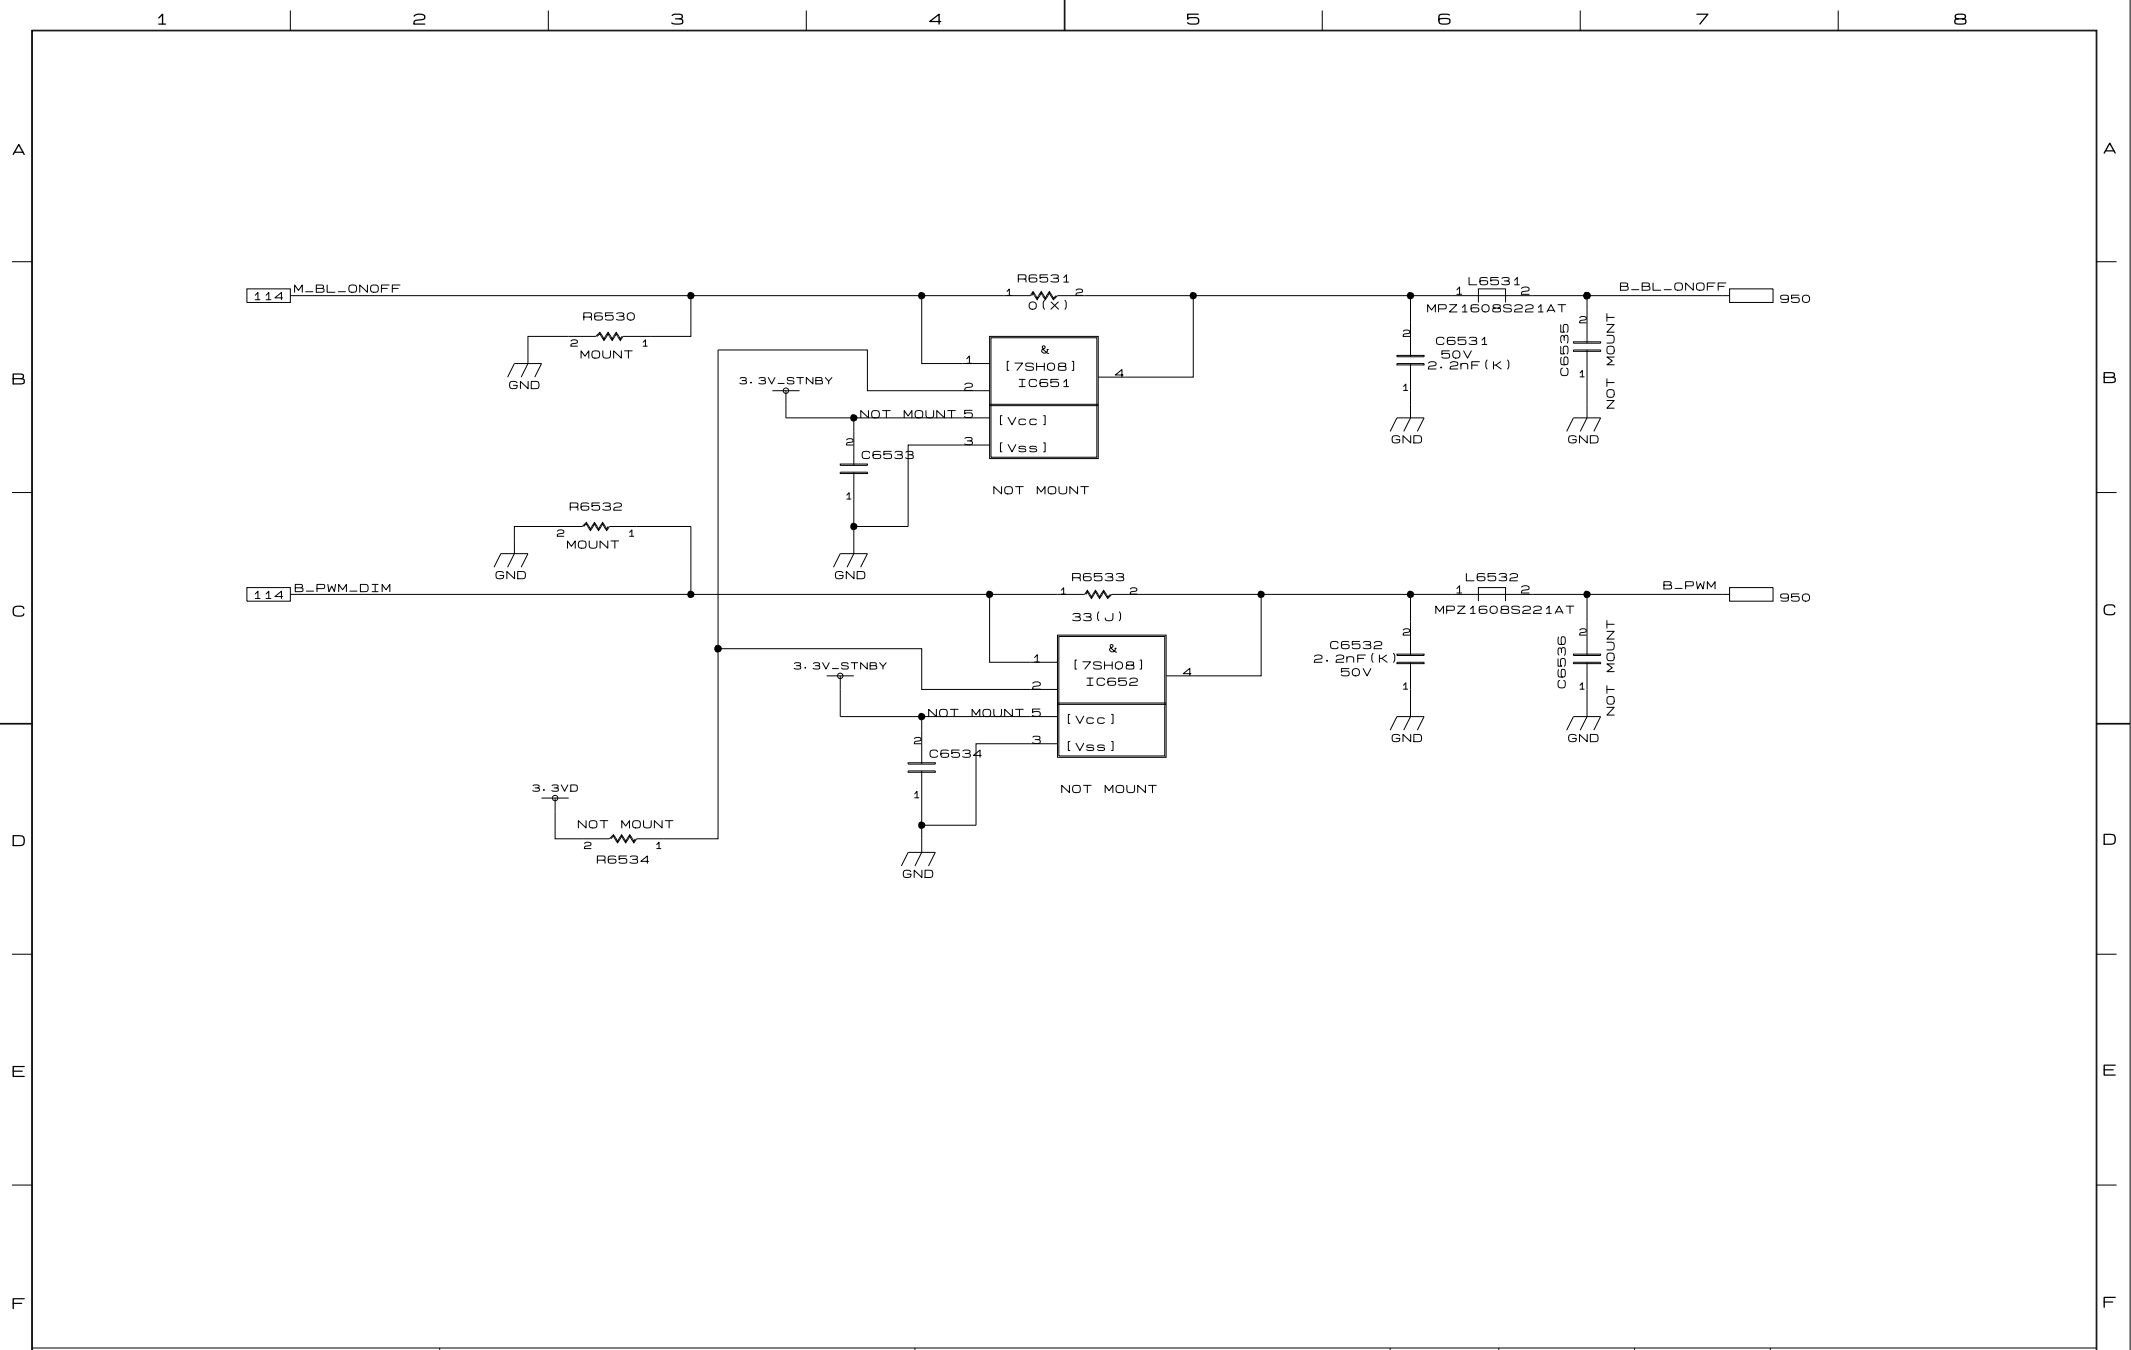 1 2 3 4 5 6 7 8
A A
R6531
L6531
114 M_BL_ONOFF 1 2 1 2 B_BL_ONOFF 950
0(X)
MPZ1608S221AT
R6530
2 1
MOUNT
GND
&
[7SH08]
IC651
1
2
4
3.3V_STNBY
NOT MOUNT 5 [Vcc]
3 [Vss]
2
C6533
1
GND
NOT MOUNT
2
C6531
50V
2.2nF(K)
1
GND
2
C6535
1
NOT MOUNT
GND
B B
R6532
2 1
MOUNT
GND
R6533
L6532
114 B_PWM_DIM 1 2 1 2 B_PWM 950
33(J)
MPZ1608S221AT
C C
&
[7SH08]
IC652
1
2
4
3.3V_STNBY
NOT MOUNT 5 [Vcc]
3 [Vss]
2
C6534
1
GND
NOT MOUNT
2
C6532
2.2nF(K)
50V
1
GND
2
C6536
1
NOT MOUNT
GND
3.3VD
NOT MOUNT
2 1
R6534
D D
E E
F F